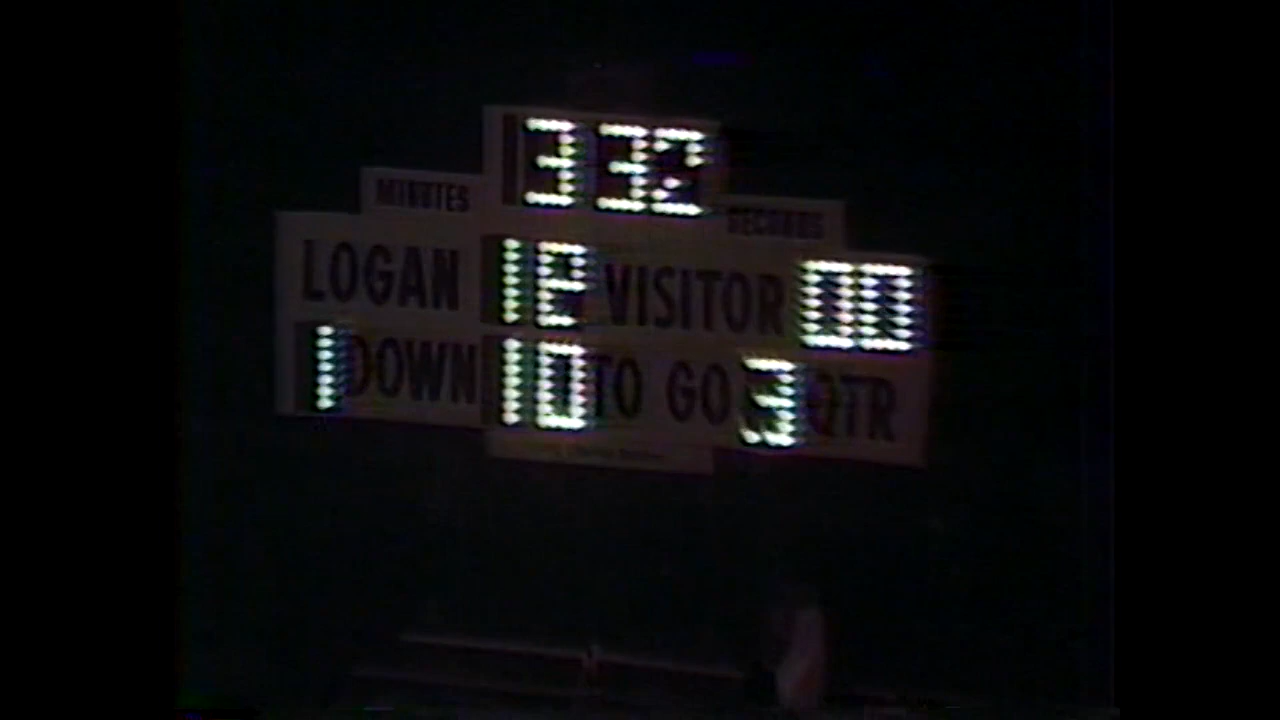 3 32
MINUTES
SECONDS
LOGAN 12 VISITOR 00
1 DOWN 10 TO GO 3 QTR